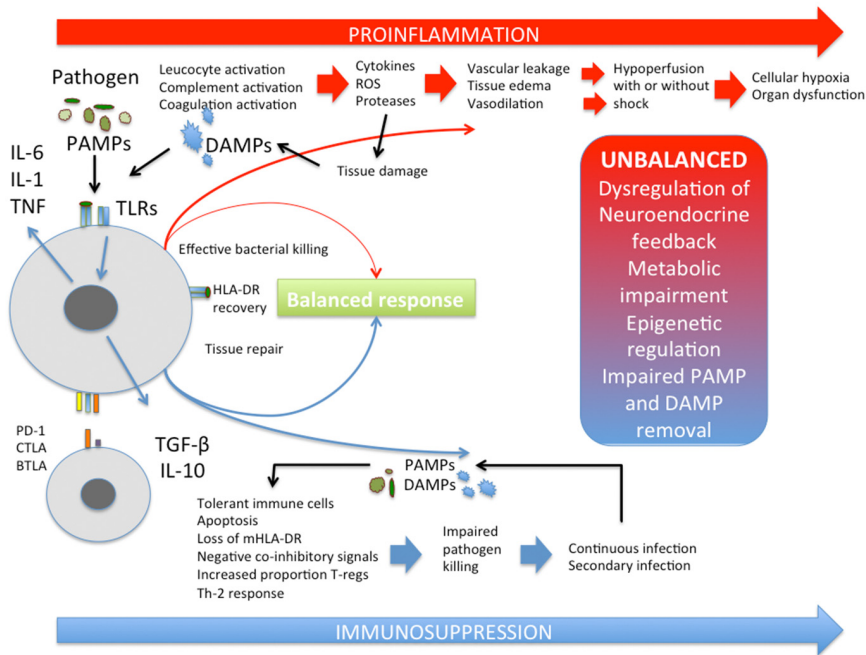 PROINFLAMMATION
Pathogen
PAMPs
Leucocyte activation
Complement activation
Coagulation activation
Cytokines
ROS
Proteases
Vascular leakage
Tissue edema
Vasodilation
Hypoperfusion
with or without
shock
Cellular hypoxia
Organ dysfunction
DAMPs
Tissue damage
IL-6
IL-1
TNF
TLRs
Effective bacterial killing
HLA-DR
recovery
Balanced response
Tissue repair
UNBALANCED
Dysregulation of
Neuroendocrine
feedback
Metabolic
impairment
Epigenetic
regulation
Impaired PAMP
and DAMP
removal
PD-1
CTLA
BTLA
TGF-β
IL-10
PAMPs
DAMPs
Tolerant immune cells
Apoptosis
Loss of mHLA-DR
Negative co-inhibitory signals
Increased proportion T-regs
Th-2 response
Impaired
pathogen
killing
Continuous infection
Secondary infection
IMMUNOSUPPRESSION